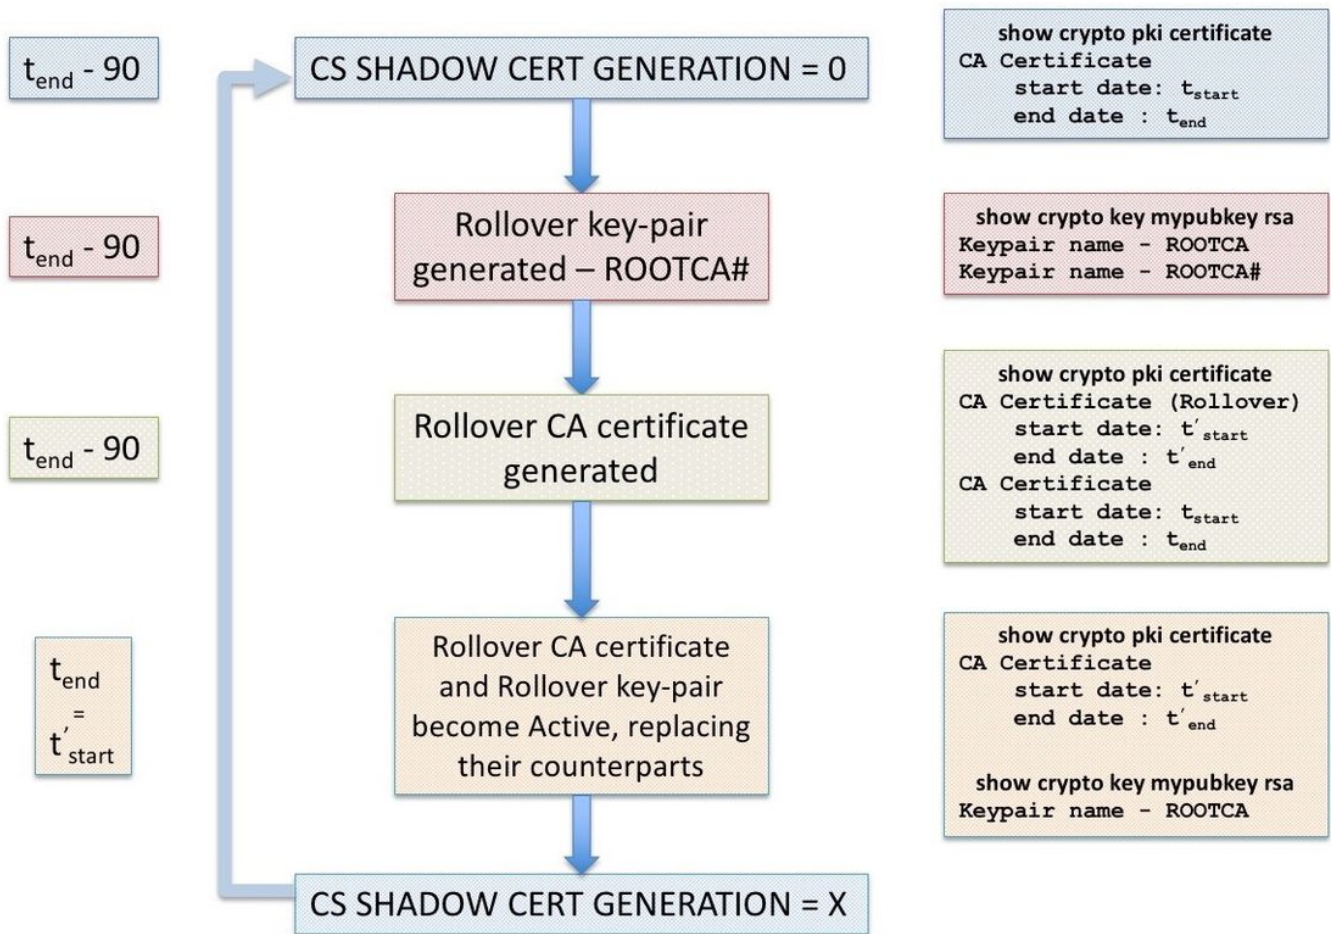 t_end - 90
CS SHADOW CERT GENERATION = 0
show crypto pki certificate
CA Certificate
start date: t_start
end date : t_end
t_end - 90
Rollover key-pair
generated – ROOTCA#
show crypto key mypubkey rsa
Keypair name - ROOTCA
Keypair name - ROOTCA#
t_end - 90
Rollover CA certificate
generated
show crypto pki certificate
CA Certificate (Rollover)
start date: t'_start
end date : t'_end
CA Certificate
start date: t_start
end date : t_end
t_end
=
t'_start
Rollover CA certificate
and Rollover key-pair
become Active, replacing
their counterparts
show crypto pki certificate
CA Certificate
start date: t'_start
end date : t'_end
show crypto key mypubkey rsa
Keypair name - ROOTCA
CS SHADOW CERT GENERATION = X